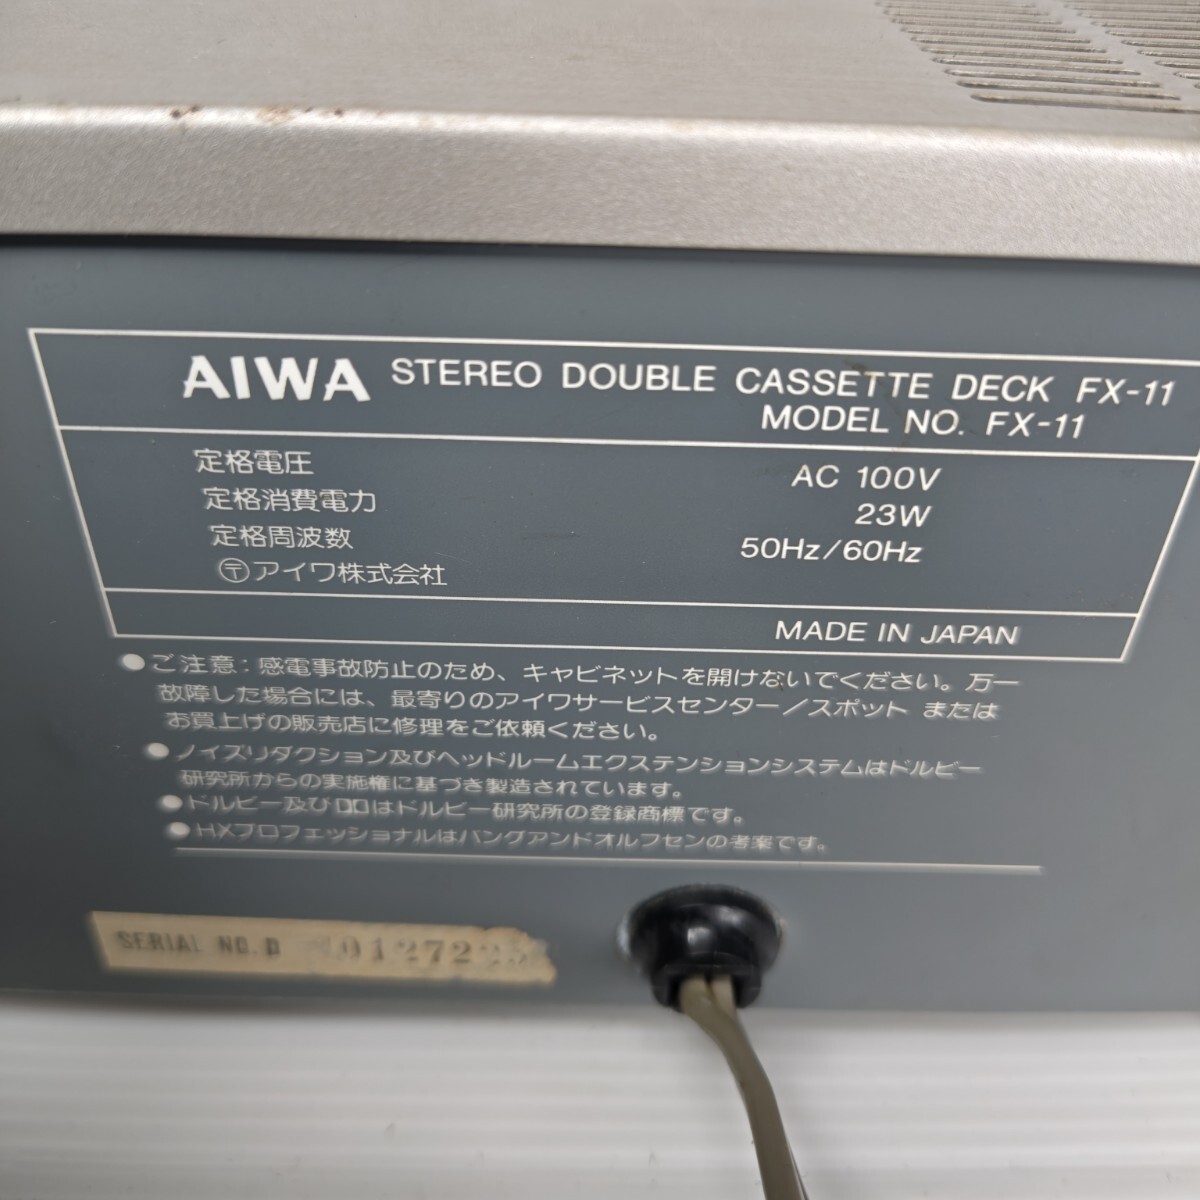 AIWA STEREO DOUBLE CASSETTE DECK FX-11
MODEL NO. FX-11
定格電圧 AC 100V
定格消費電力 23W
定格周波数 50Hz/60Hz
〶アイワ株式会社
MADE IN JAPAN
●ご注意:感電事故防止のため、キャビネットを開けないでください。万一
故障した場合には、最寄りのアイワサービスセンター/スポット または
お買上げの販売店に修理をご依頼ください。
●ノイズリダクション及びヘッドルームエクステンションシステムはドルビー
研究所からの実施権に基づき製造されています。
●ドルビー及び▯▯はドルビー研究所の登録商標です。
●HXプロフェッショナルはバングアンドオルフセンの考案です。
SERIAL NO. D